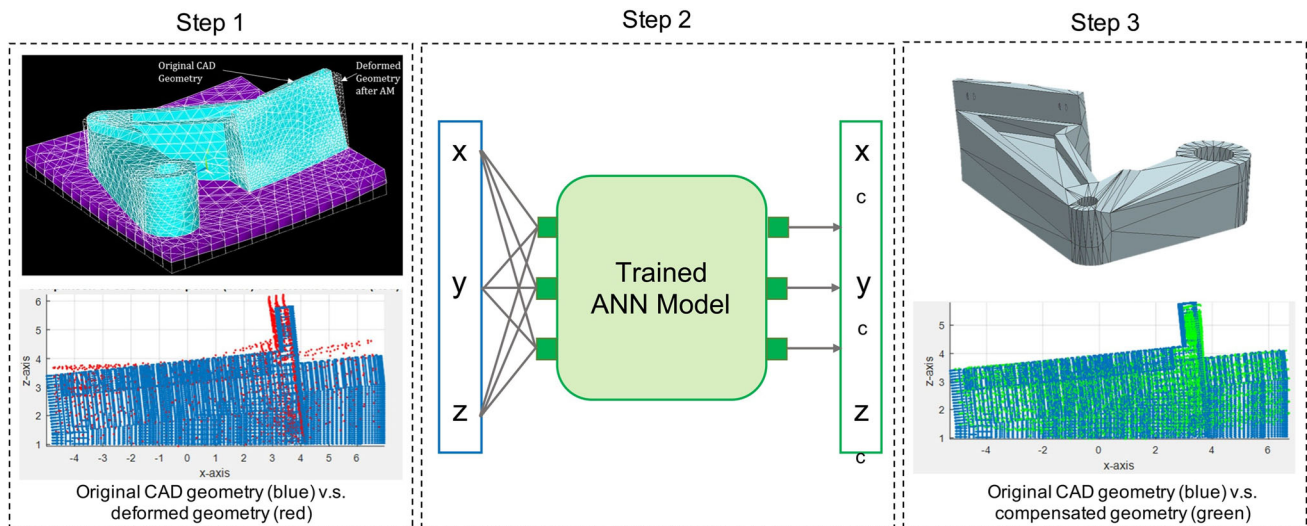 Step 1
Original CAD
Geometry
Deformed
Geometry
after AM
6
5
4
3
2
1
z-axis
-4 -3 -2 -1 0 1 2 3 4 5 6
x-axis
Original CAD geometry (blue) v.s.
deformed geometry (red)
Step 2
x
y
z
Trained
ANN Model
x
c
y
c
z
c
Step 3
5
4
3
2
1
z-axis
-4 -2 0 2 4 6
x-axis
Original CAD geometry (blue) v.s.
compensated geometry (green)